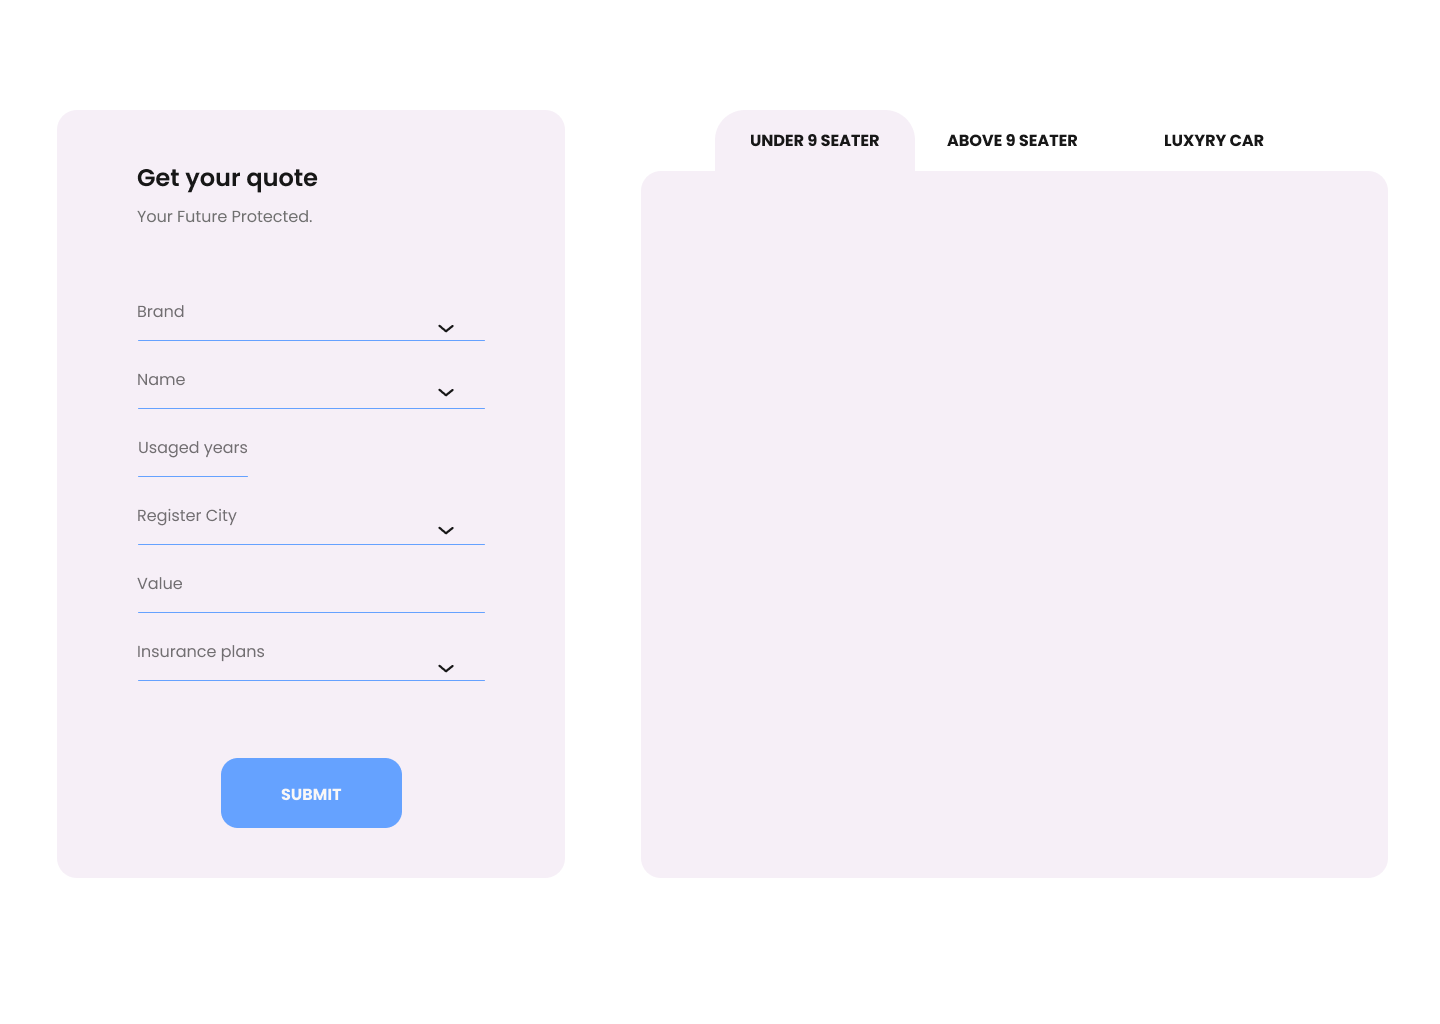 Get your quote
Your Future Protected.
Brand
Name
Usaged years
Register City
Value
Insurance plans
SUBMIT
UNDER 9 SEATER
ABOVE 9 SEATER
LUXYRY CAR